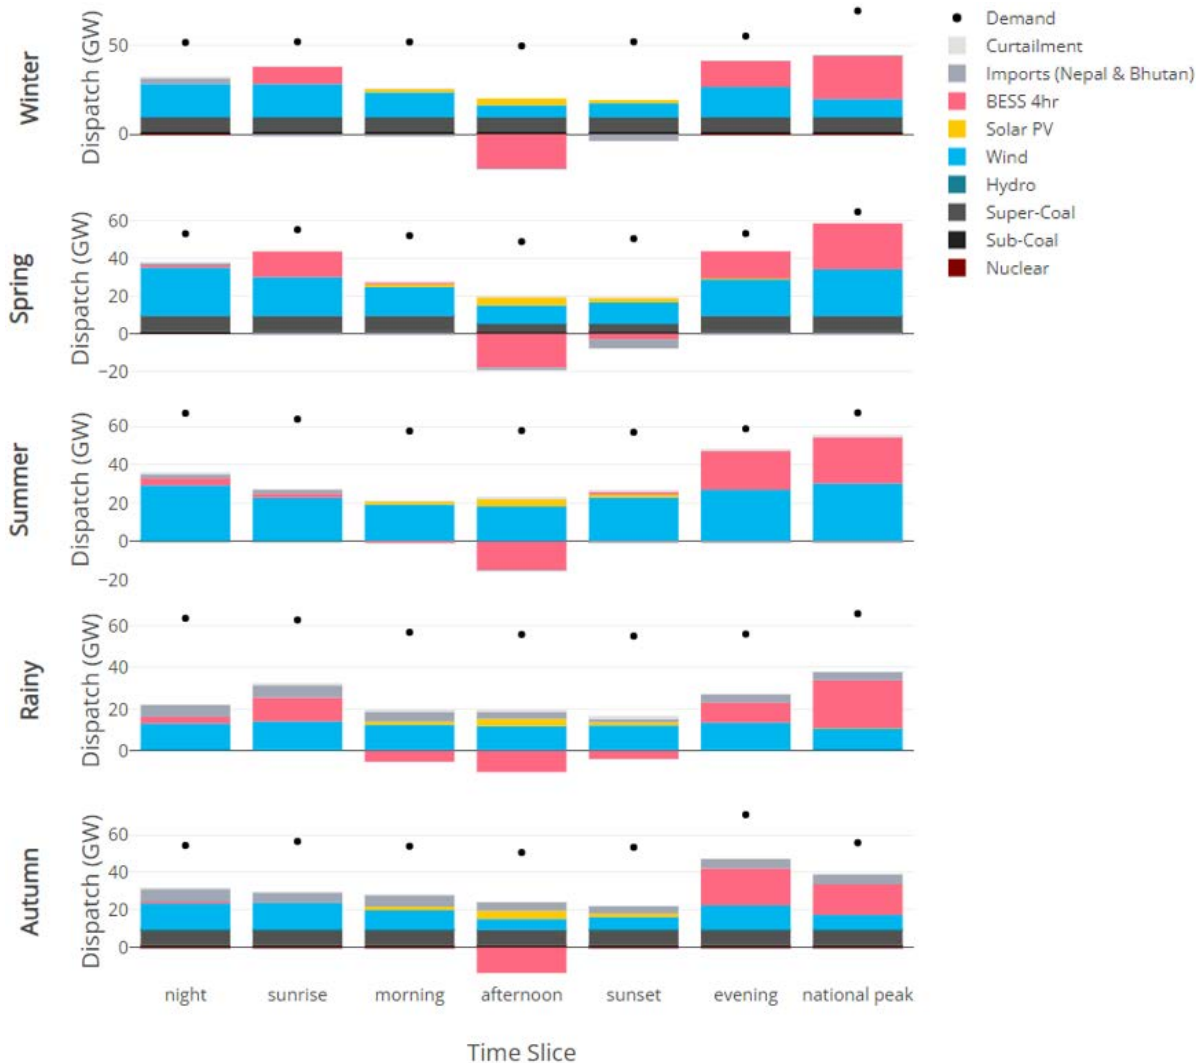 Winter
Dispatch (GW)
50
0
Spring
Dispatch (GW)
60
40
20
0
−20
Summer
Dispatch (GW)
60
40
20
0
−20
Rainy
Dispatch (GW)
60
40
20
0
Autumn
Dispatch (GW)
60
40
20
0
night sunrise morning afternoon sunset evening national peak
Time Slice
Demand
Curtailment
Imports (Nepal & Bhutan)
BESS 4hr
Solar PV
Wind
Hydro
Super-Coal
Sub-Coal
Nuclear